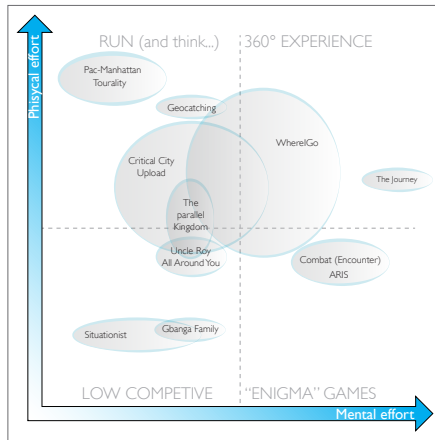 RUN (and think...)
360° EXPERIENCE
Phisycal effort
Pac-Manhattan
Tourality
Geocatching
WhereIGo
Critical City
Upload
The Journey
The
parallel
Kingdom
Uncle Roy
All Around You
Combat (Encounter)
ARIS
Situationist
Gbanga Family
LOW COMPETIVE
"ENIGMA" GAMES
Mental effort